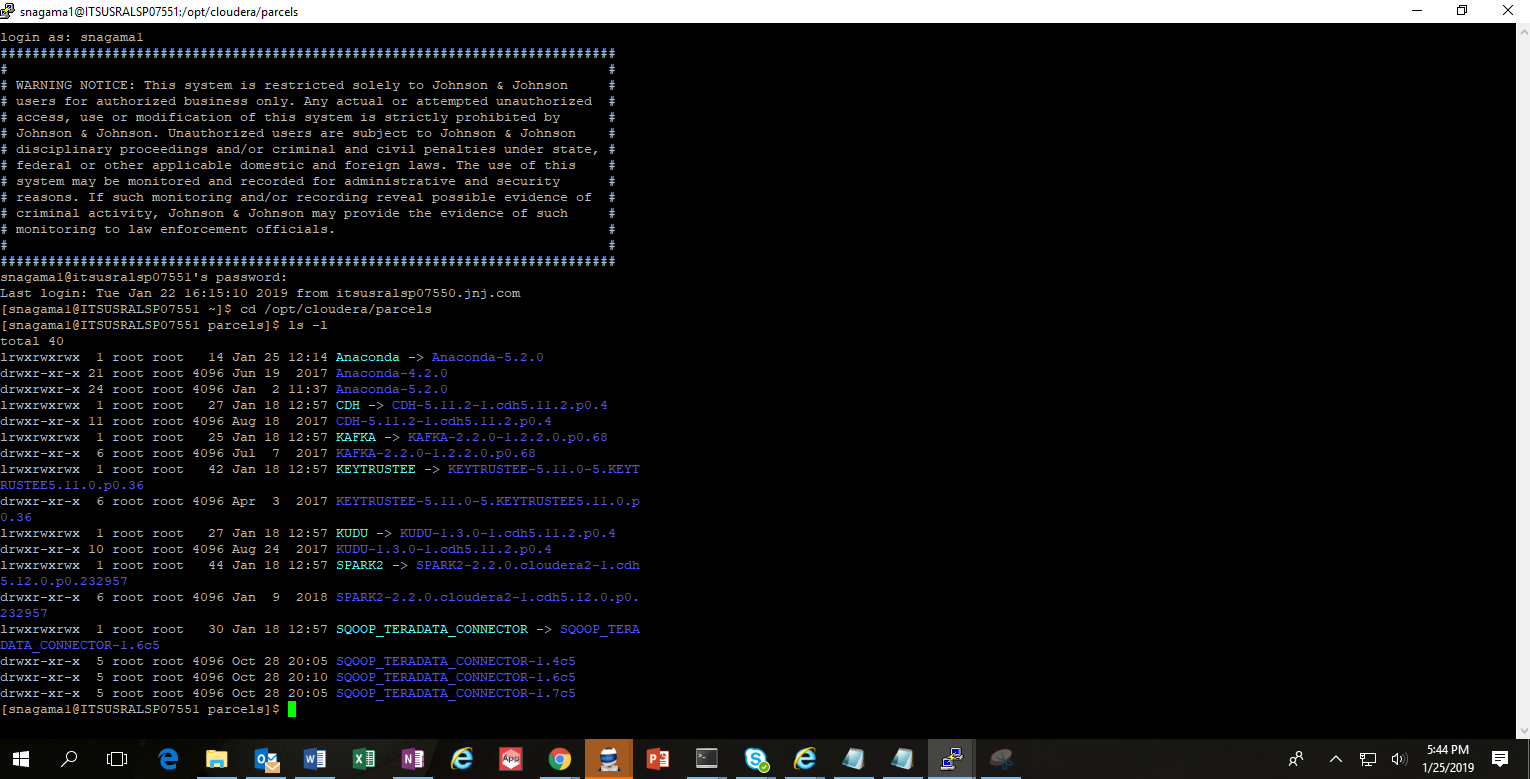 snagama1@ITSUSRALSP07551:/opt/cloudera/parcels
login as: snagama1
#############################################################################
#                                                                           #
# WARNING NOTICE: This system is restricted solely to Johnson & Johnson     #
# users for authorized business only. Any actual or attempted unauthorized  #
# access, use or modification of this system is strictly prohibited by      #
# Johnson & Johnson. Unauthorized users are subject to Johnson & Johnson    #
# disciplinary proceedings and/or criminal and civil penalties under state, #
# federal or other applicable domestic and foreign laws. The use of this    #
# system may be monitored and recorded for administrative and security      #
# reasons. If such monitoring and/or recording reveal possible evidence of  #
# criminal activity, Johnson & Johnson may provide the evidence of such     #
# monitoring to law enforcement officials.                                  #
#                                                                           #
#############################################################################
snagama1@itsusralsp07551's password:
Last login: Tue Jan 22 16:15:10 2019 from itsusralsp07550.jnj.com
[snagama1@ITSUSRALSP07551 ~]$ cd /opt/cloudera/parcels
[snagama1@ITSUSRALSP07551 parcels]$ ls -l
total 40
lrwxrwxrwx  1 root root   14 Jan 25 12:14 Anaconda -> Anaconda-5.2.0
drwxr-xr-x 21 root root 4096 Jun 19  2017 Anaconda-4.2.0
drwxrwxr-x 24 root root 4096 Jan  2 11:37 Anaconda-5.2.0
lrwxrwxrwx  1 root root   27 Jan 18 12:57 CDH -> CDH-5.11.2-1.cdh5.11.2.p0.4
drwxr-xr-x 11 root root 4096 Aug 18  2017 CDH-5.11.2-1.cdh5.11.2.p0.4
lrwxrwxrwx  1 root root   25 Jan 18 12:57 KAFKA -> KAFKA-2.2.0-1.2.2.0.p0.68
drwxr-xr-x  6 root root 4096 Jul  7  2017 KAFKA-2.2.0-1.2.2.0.p0.68
lrwxrwxrwx  1 root root   42 Jan 18 12:57 KEYTRUSTEE -> KEYTRUSTEE-5.11.0-5.KEYT
RUSTEE5.11.0.p0.36
drwxr-xr-x  6 root root 4096 Apr  3  2017 KEYTRUSTEE-5.11.0-5.KEYTRUSTEE5.11.0.p
0.36
lrwxrwxrwx  1 root root   27 Jan 18 12:57 KUDU -> KUDU-1.3.0-1.cdh5.11.2.p0.4
drwxr-xr-x 10 root root 4096 Aug 24  2017 KUDU-1.3.0-1.cdh5.11.2.p0.4
lrwxrwxrwx  1 root root   44 Jan 18 12:57 SPARK2 -> SPARK2-2.2.0.cloudera2-1.cdh
5.12.0.p0.232957
drwxr-xr-x  6 root root 4096 Jan  9  2018 SPARK2-2.2.0.cloudera2-1.cdh5.12.0.p0.
232957
lrwxrwxrwx  1 root root   30 Jan 18 12:57 SQOOP_TERADATA_CONNECTOR -> SQOOP_TERA
DATA_CONNECTOR-1.6c5
drwxr-xr-x  5 root root 4096 Oct 28 20:05 SQOOP_TERADATA_CONNECTOR-1.4c5
drwxr-xr-x  5 root root 4096 Oct 28 20:10 SQOOP_TERADATA_CONNECTOR-1.6c5
drwxr-xr-x  5 root root 4096 Oct 28 20:05 SQOOP_TERADATA_CONNECTOR-1.7c5
[snagama1@ITSUSRALSP07551 parcels]$
App
5:44 PM
1/25/2019